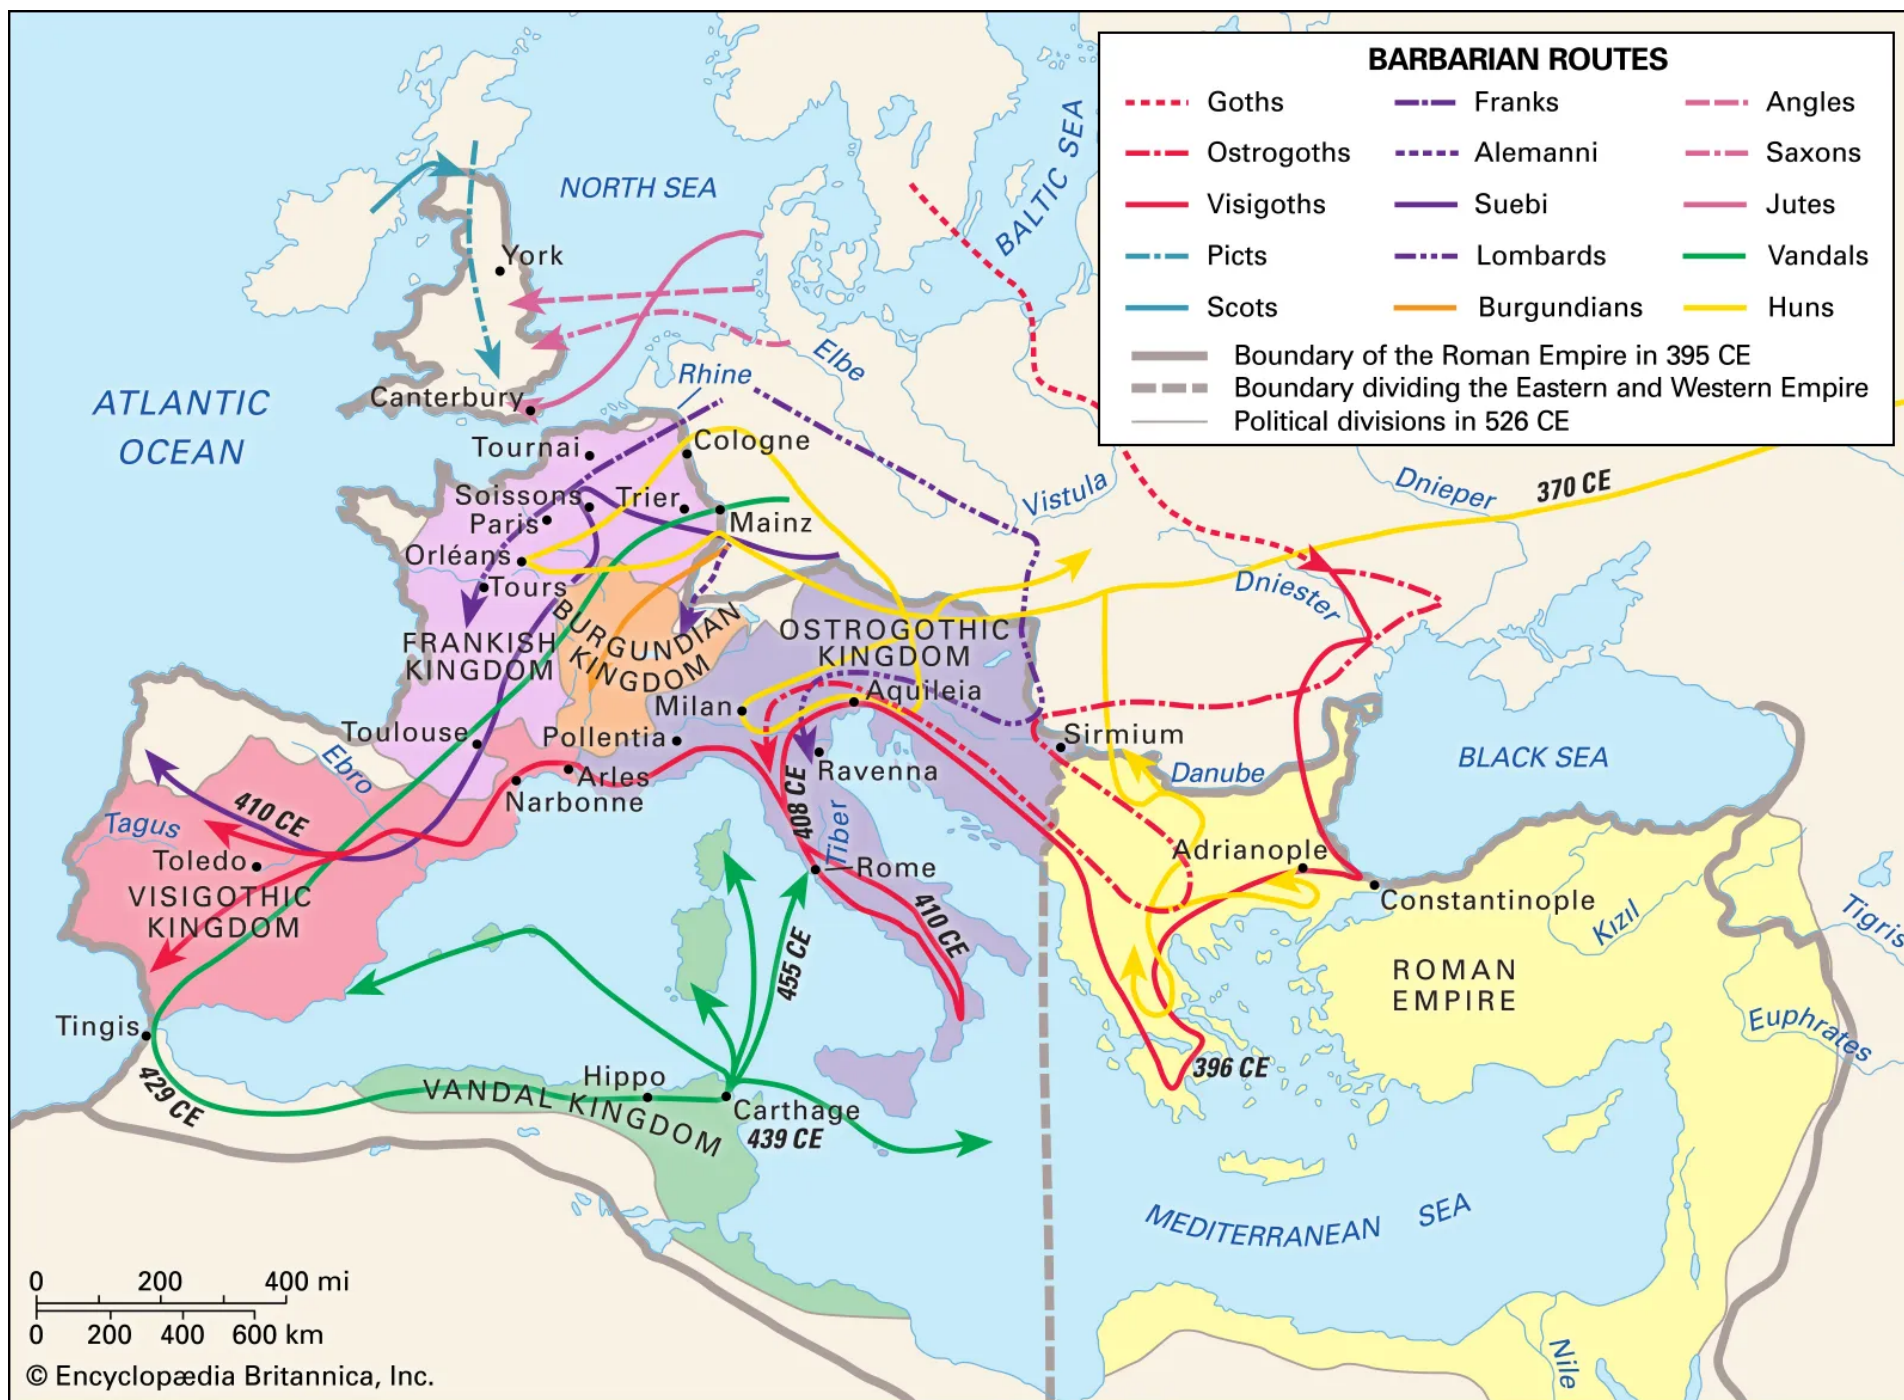 BARBARIAN ROUTES
Goths
Franks
Angles
Ostrogoths
Alemanni
Saxons
Visigoths
Suebi
Jutes
Picts
Lombards
Vandals
Scots
Burgundians
Huns
Boundary of the Roman Empire in 395 CE
Boundary dividing the Eastern and Western Empire
Political divisions in 526 CE
NORTH SEA
BALTIC SEA
York
Elbe
Rhine
ATLANTIC
OCEAN
Canterbury
Tournai
Cologne
Vistula
Dnieper
370 CE
Soissons
Trier
Paris
Mainz
Orléans
Tours
Dniester
BURGUNDIAN
KINGDOM
FRANKISH
KINGDOM
OSTROGOTHIC
KINGDOM
Aquileia
Milan
Toulouse
Pollentia
Sirmium
Ebro
Arles
Ravenna
Danube
BLACK SEA
Narbonne
408 CE
Tiber
410 CE
Tagus
Toledo
Rome
Adrianople
VISIGOTHIC
KINGDOM
410 CE
Constantinople
Kızıl
Tigris
455 CE
ROMAN
EMPIRE
Tingis
Euphrates
396 CE
429 CE
Hippo
VANDAL KINGDOM
Carthage
439 CE
MEDITERRANEAN SEA
Nile
0 200 400 mi
0 200 400 600 km
© Encyclopædia Britannica, Inc.